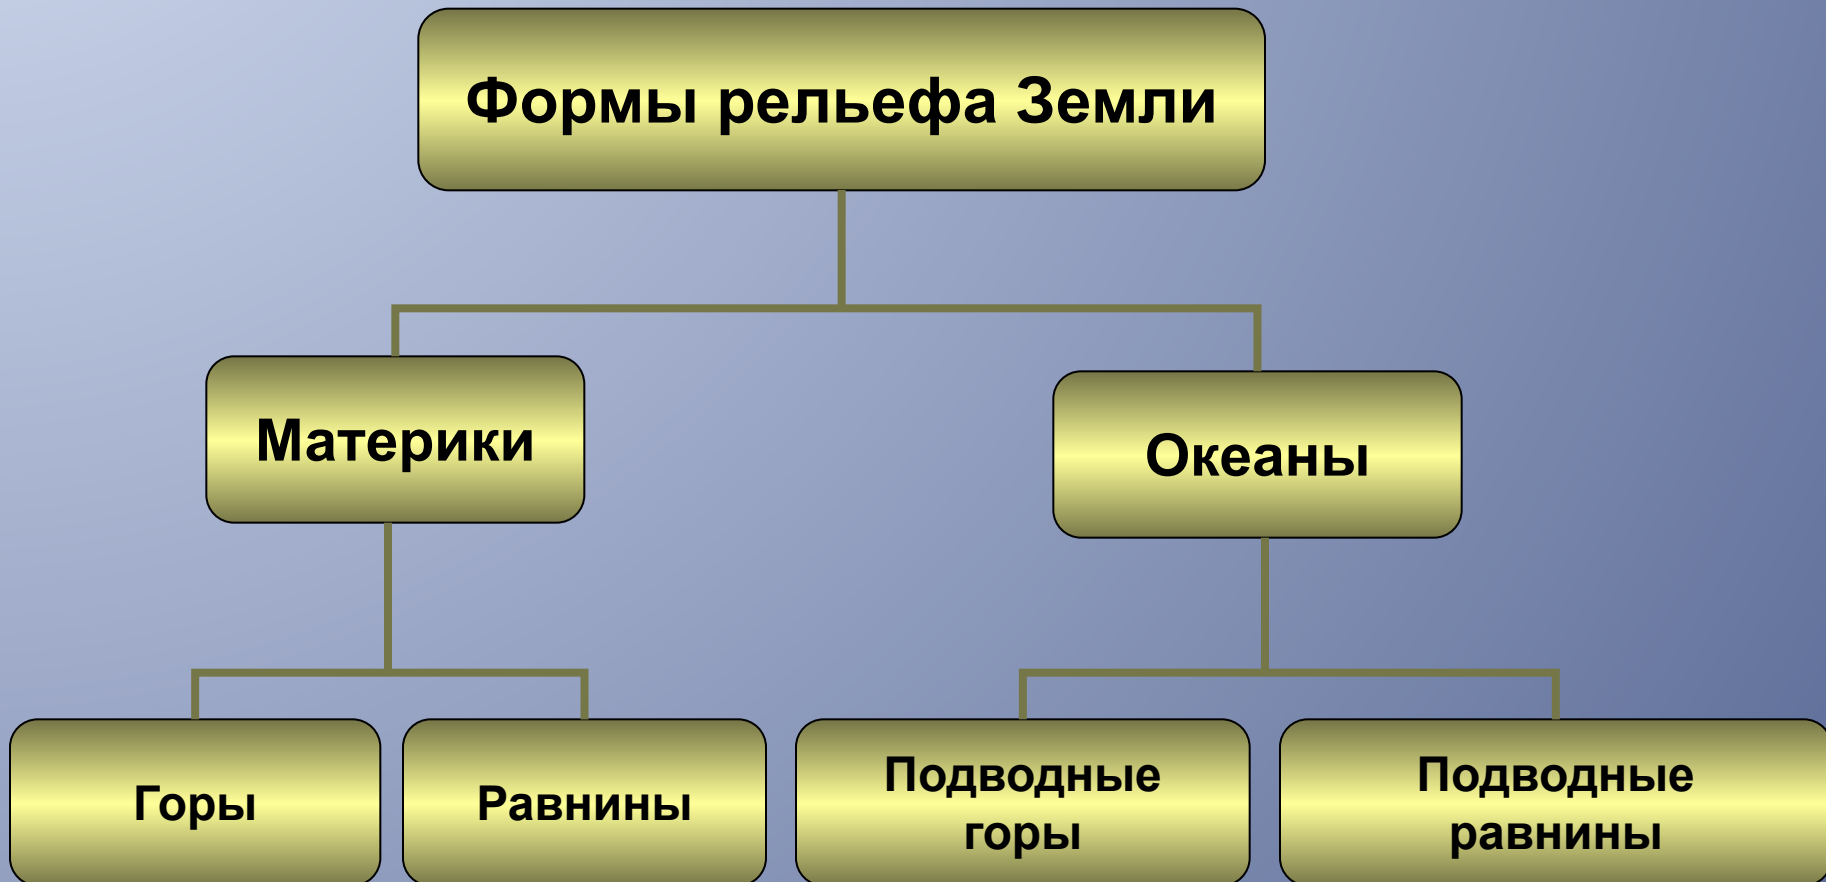 Формы рельефа Земли
Материки
Океаны
Горы
Равнины
Подводные
горы
Подводные
равнины